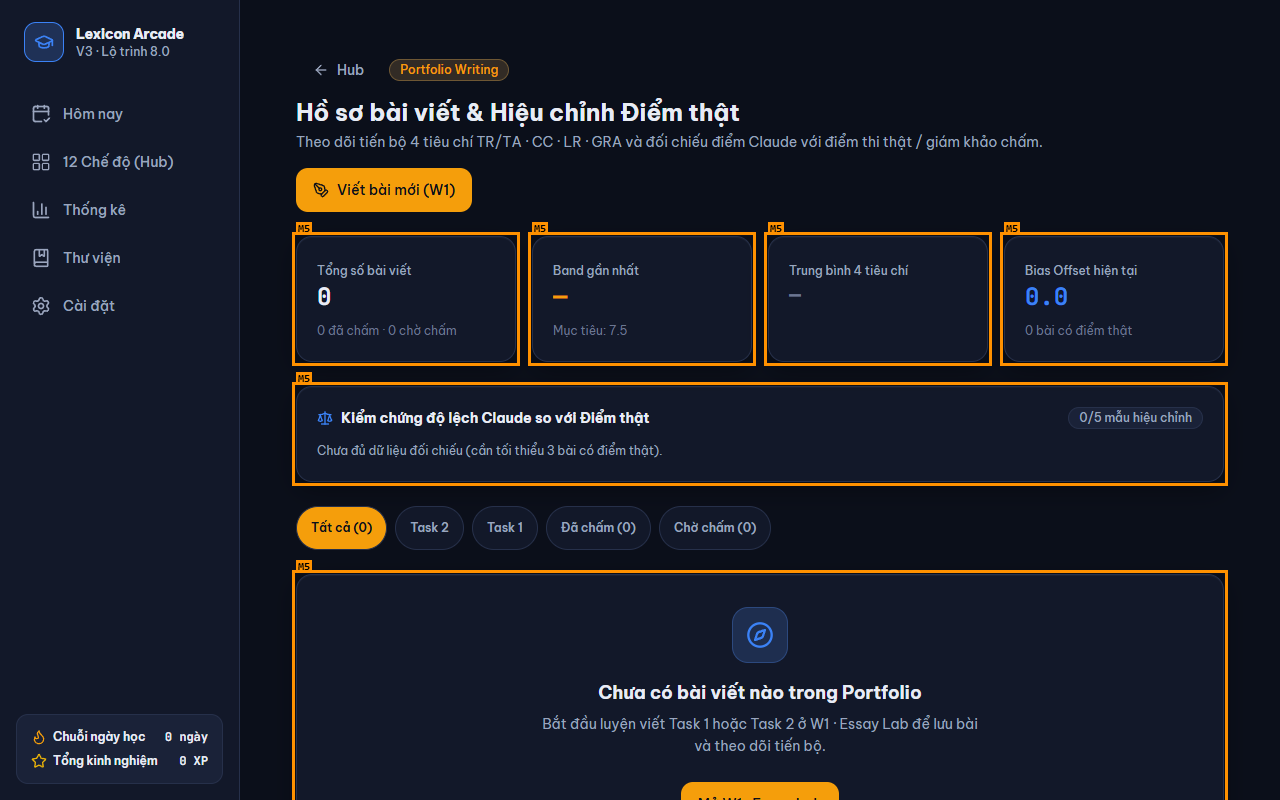 Lexicon Arcade
V3 · Lộ trình 8.0
Hôm nay
12 Chế độ (Hub)
Thống kê
Thư viện
Cài đặt
Chuỗi ngày học 0 ngày
Tổng kinh nghiệm 0 XP
Hub
Portfolio Writing
Hồ sơ bài viết & Hiệu chỉnh Điểm thật
Theo dõi tiến bộ 4 tiêu chí TR/TA · CC · LR · GRA và đối chiếu điểm Claude với điểm thi thật / giám khảo chấm.
Viết bài mới (W1)
M5
Tổng số bài viết
0
0 đã chấm · 0 chờ chấm
M5
Band gần nhất
—
Mục tiêu: 7.5
M5
Trung bình 4 tiêu chí
—
M5
Bias Offset hiện tại
0.0
0 bài có điểm thật
M5
Kiểm chứng độ lệch Claude so với Điểm thật
0/5 mẫu hiệu chỉnh
Chưa đủ dữ liệu đối chiếu (cần tối thiểu 3 bài có điểm thật).
Tất cả (0)
Task 2
Task 1
Đã chấm (0)
Chờ chấm (0)
M5
Chưa có bài viết nào trong Portfolio
Bắt đầu luyện viết Task 1 hoặc Task 2 ở W1 · Essay Lab để lưu bài
và theo dõi tiến bộ.